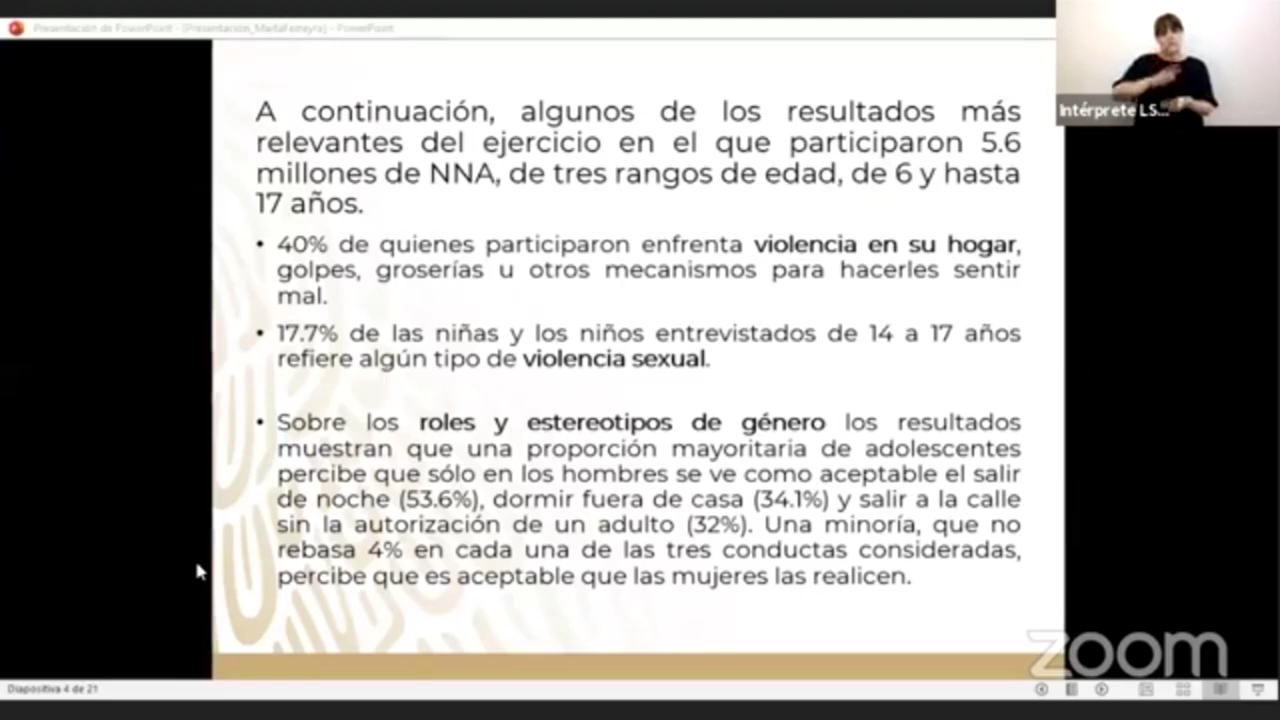 Presentación de PowerPoint - [Presentación_MartaFerreyra] - PowerPoint
Intérprete LS...
A continuación, algunos de los resultados más
relevantes del ejercicio en el que participaron 5.6
millones de NNA, de tres rangos de edad, de 6 y hasta
17 años.
• 40% de quienes participaron enfrenta violencia en su hogar,
golpes, groserías u otros mecanismos para hacerles sentir
mal.
• 17.7% de las niñas y los niños entrevistados de 14 a 17 años
refiere algún tipo de violencia sexual.
• Sobre los roles y estereotipos de género los resultados
muestran que una proporción mayoritaria de adolescentes
percibe que sólo en los hombres se ve como aceptable el salir
de noche (53.6%), dormir fuera de casa (34.1%) y salir a la calle
sin la autorización de un adulto (32%). Una minoría, que no
rebasa 4% en cada una de las tres conductas consideradas,
percibe que es aceptable que las mujeres las realicen.
zoom
Diapositiva 4 de 21